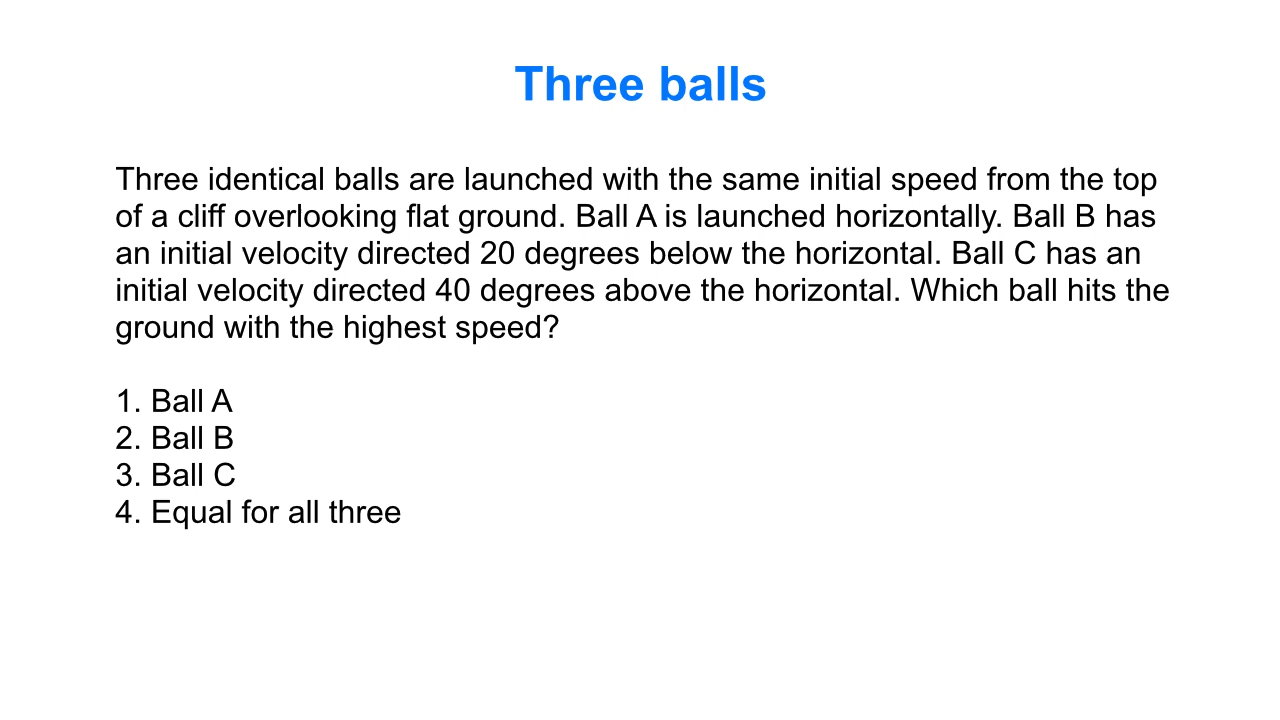 Three balls
Three identical balls are launched with the same initial speed from the top
of a cliff overlooking flat ground. Ball A is launched horizontally. Ball B has
an initial velocity directed 20 degrees below the horizontal. Ball C has an
initial velocity directed 40 degrees above the horizontal. Which ball hits the
ground with the highest speed?
1. Ball A
2. Ball B
3. Ball C
4. Equal for all three